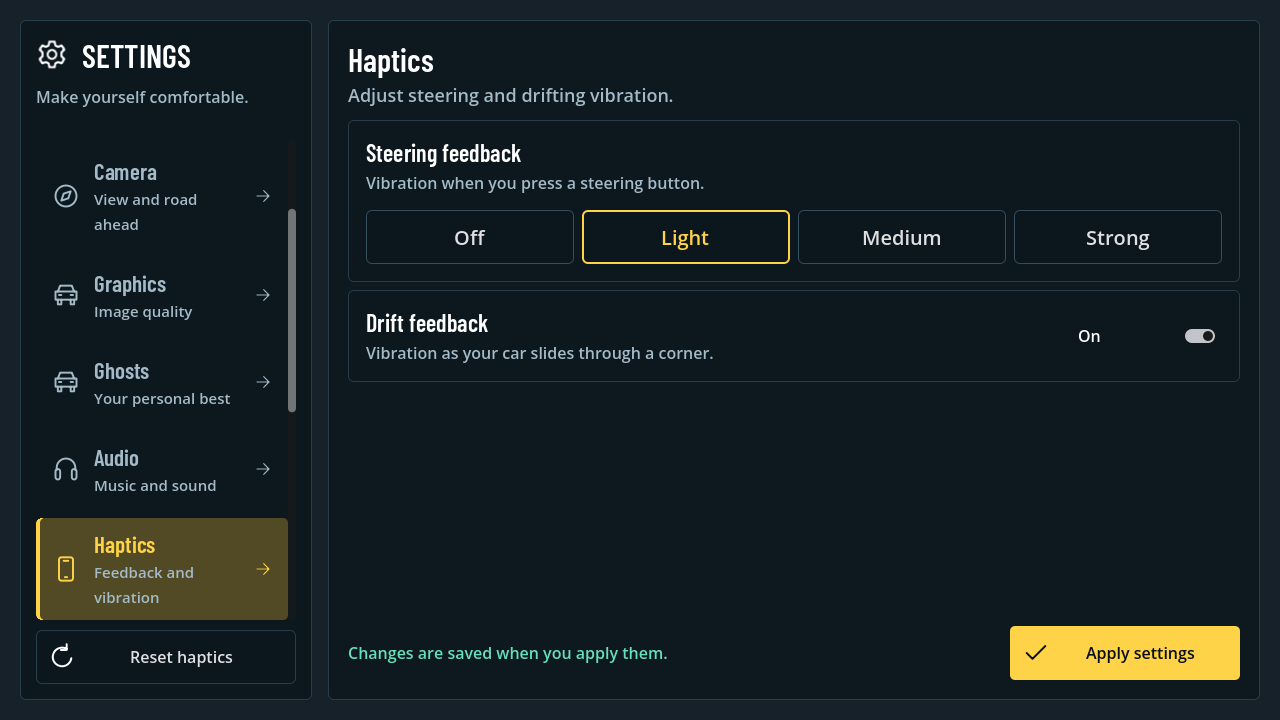 SETTINGS
Make yourself comfortable.
Camera
View and road
ahead
Graphics
Image quality
Ghosts
Your personal best
Audio
Music and sound
Haptics
Feedback and
vibration
Reset haptics
Haptics
Adjust steering and drifting vibration.
Steering feedback
Vibration when you press a steering button.
Off
Light
Medium
Strong
Drift feedback
Vibration as your car slides through a corner.
On
Changes are saved when you apply them.
Apply settings